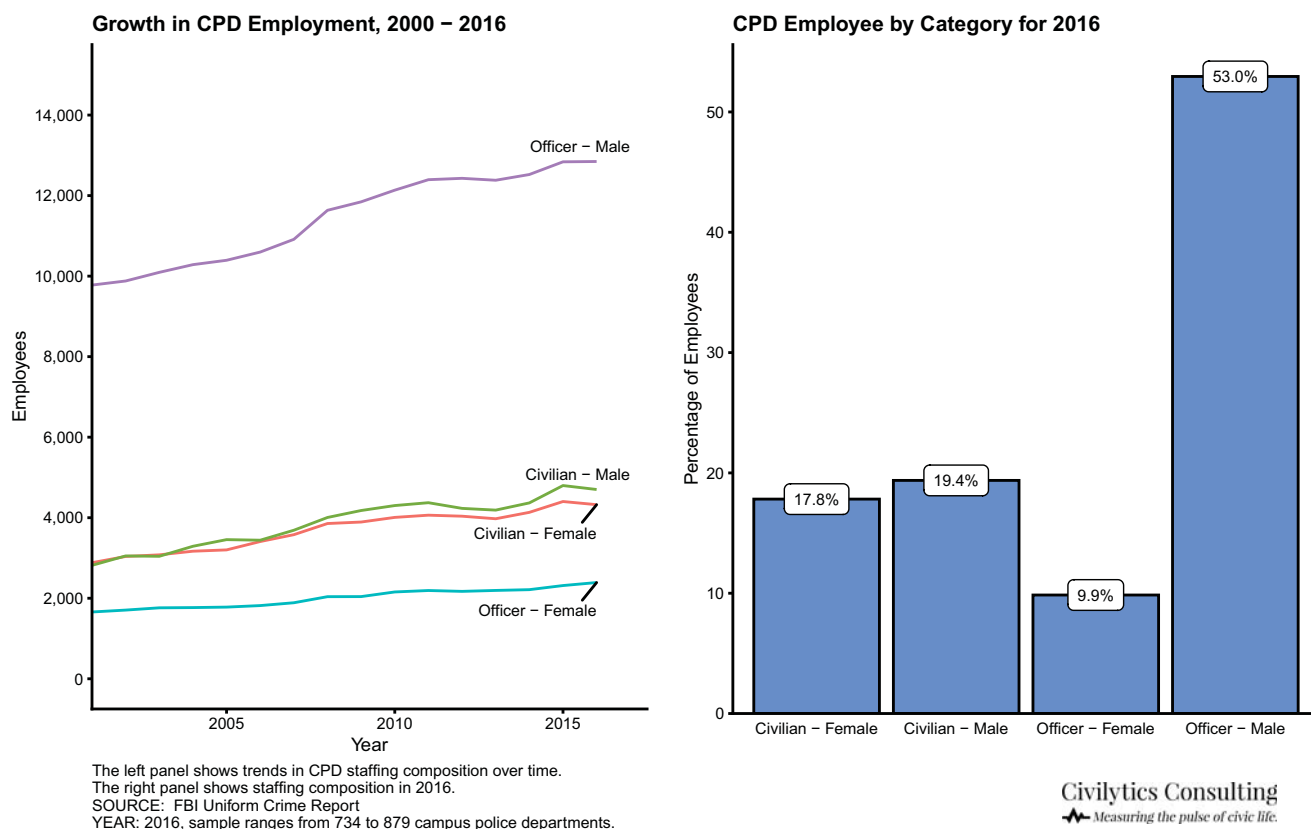 Growth in CPD Employment, 2000 − 2016
14,000
12,000
10,000
8,000
6,000
4,000
2,000
0
Employees
Officer − Male
Civilian − Male
Civilian − Female
Officer − Female
2005
2010
2015
Year
The left panel shows trends in CPD staffing composition over time.
The right panel shows staffing composition in 2016.
SOURCE: FBI Uniform Crime Report
YEAR: 2016, sample ranges from 734 to 879 campus police departments.
CPD Employee by Category for 2016
50
40
30
20
10
0
Percentage of Employees
17.8%
19.4%
9.9%
53.0%
Civilian − Female
Civilian − Male
Officer − Female
Officer − Male
Civilytics Consulting
Measuring the pulse of civic life.